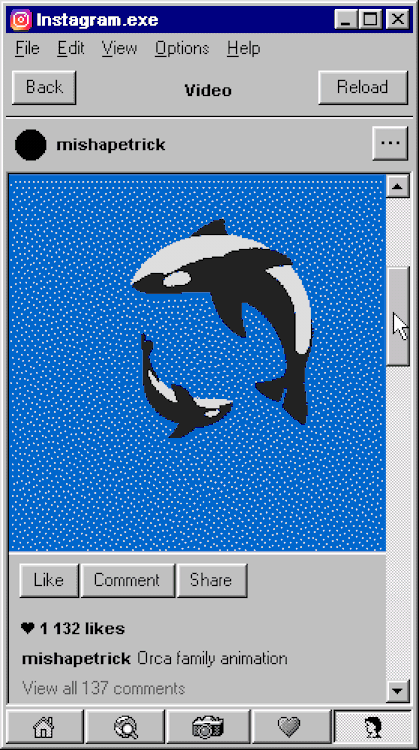 Instagram.exe
File Edit View Options Help
Back Video Reload
mishapetrick ...
Like Comment Share
1 132 likes
mishapetrick Orca family animation
View all 137 comments